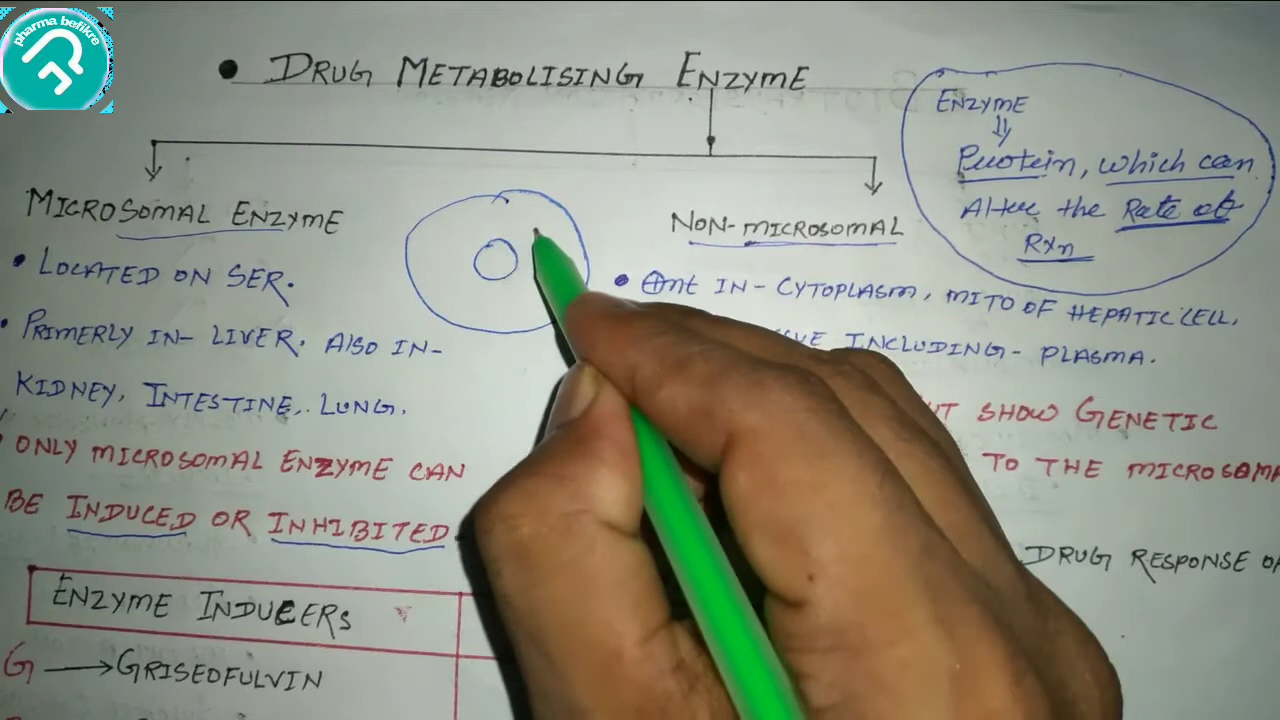 pharma befikre
• DRUG METABOLISING ENZYME
ENZYME
⇓
Protein, which can
Alter the Rate of
Rxn
MICROSOMAL ENZYME
• LOCATED ON SER.
• PRIMERLY IN- LIVER. ALSO IN-
KIDNEY, INTESTINE, LUNG.
• ONLY MICROSOMAL ENZYME CAN
BE INDUCED OR INHIBITED.
NON-MICROSOMAL
IN- CYTOPLASM, MITO OF HEPATIC CELL,
INCLUDING- PLASMA.
SHOW GENETIC
TO THE MICROSOMA
DRUG RESPONSE
ENZYME INDUCERS
G → GRISEOFULVIN